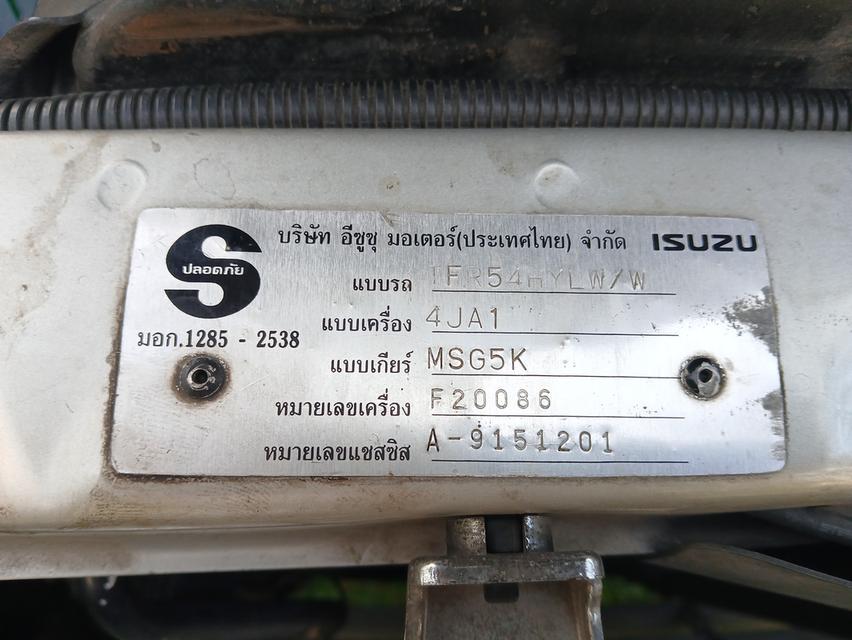 บริษัท อีซูซุ มอเตอร์(ประเทศไทย) จำกัด ISUZU
S
ปลอดภัย
มอก.1285 - 2538
แบบรถ TFR54HYLW/W
แบบเครื่อง 4JA1
แบบเกียร์ MSG5K
หมายเลขเครื่อง F20086
หมายเลขแชสซิส A-9151201